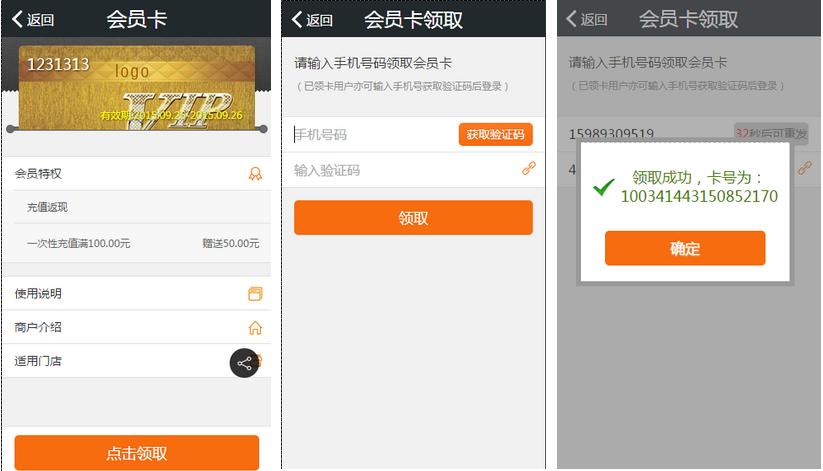 返回
会员卡
1231313
logo
VIP
有效期:2015.09.26-2015.09.26
会员特权
充值返现
一次性充值满100.00元 赠送50.00元
使用说明
商户介绍
适用门店
点击领取
返回
会员卡领取
请输入手机号码领取会员卡
（已领卡用户亦可输入手机号获取验证码后登录）
手机号码
获取验证码
输入验证码
领取
返回
会员卡领取
请输入手机号码领取会员卡
（已领卡用户亦可输入手机号获取验证码后登录）
15989309519
32秒后可重发
4
领取成功，卡号为：
100341443150852170
确定